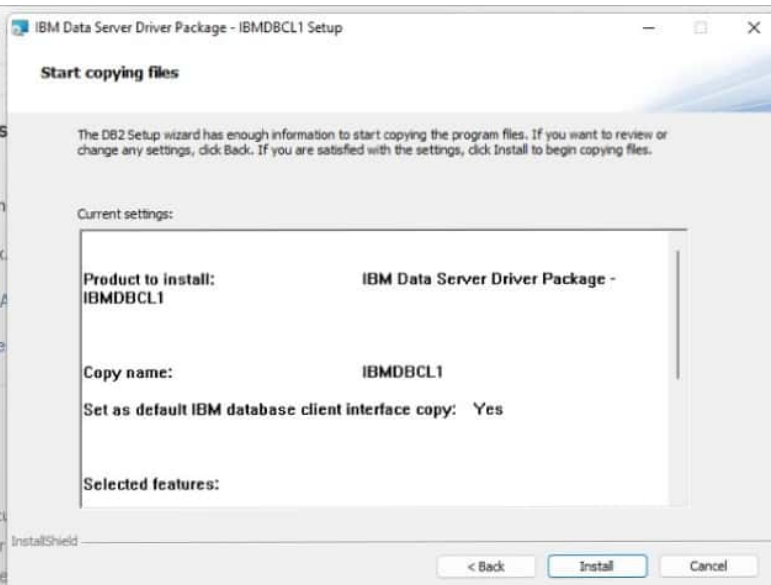 IBM Data Server Driver Package - IBMDBCL1 Setup
Start copying files
The DB2 Setup wizard has enough information to start copying the program files. If you want to review or
change any settings, click Back. If you are satisfied with the settings, click Install to begin copying files.
Current settings:
Product to install: IBM Data Server Driver Package -
IBMDBCL1
Copy name: IBMDBCL1
Set as default IBM database client interface copy: Yes
Selected features:
InstallShield
< Back Install Cancel